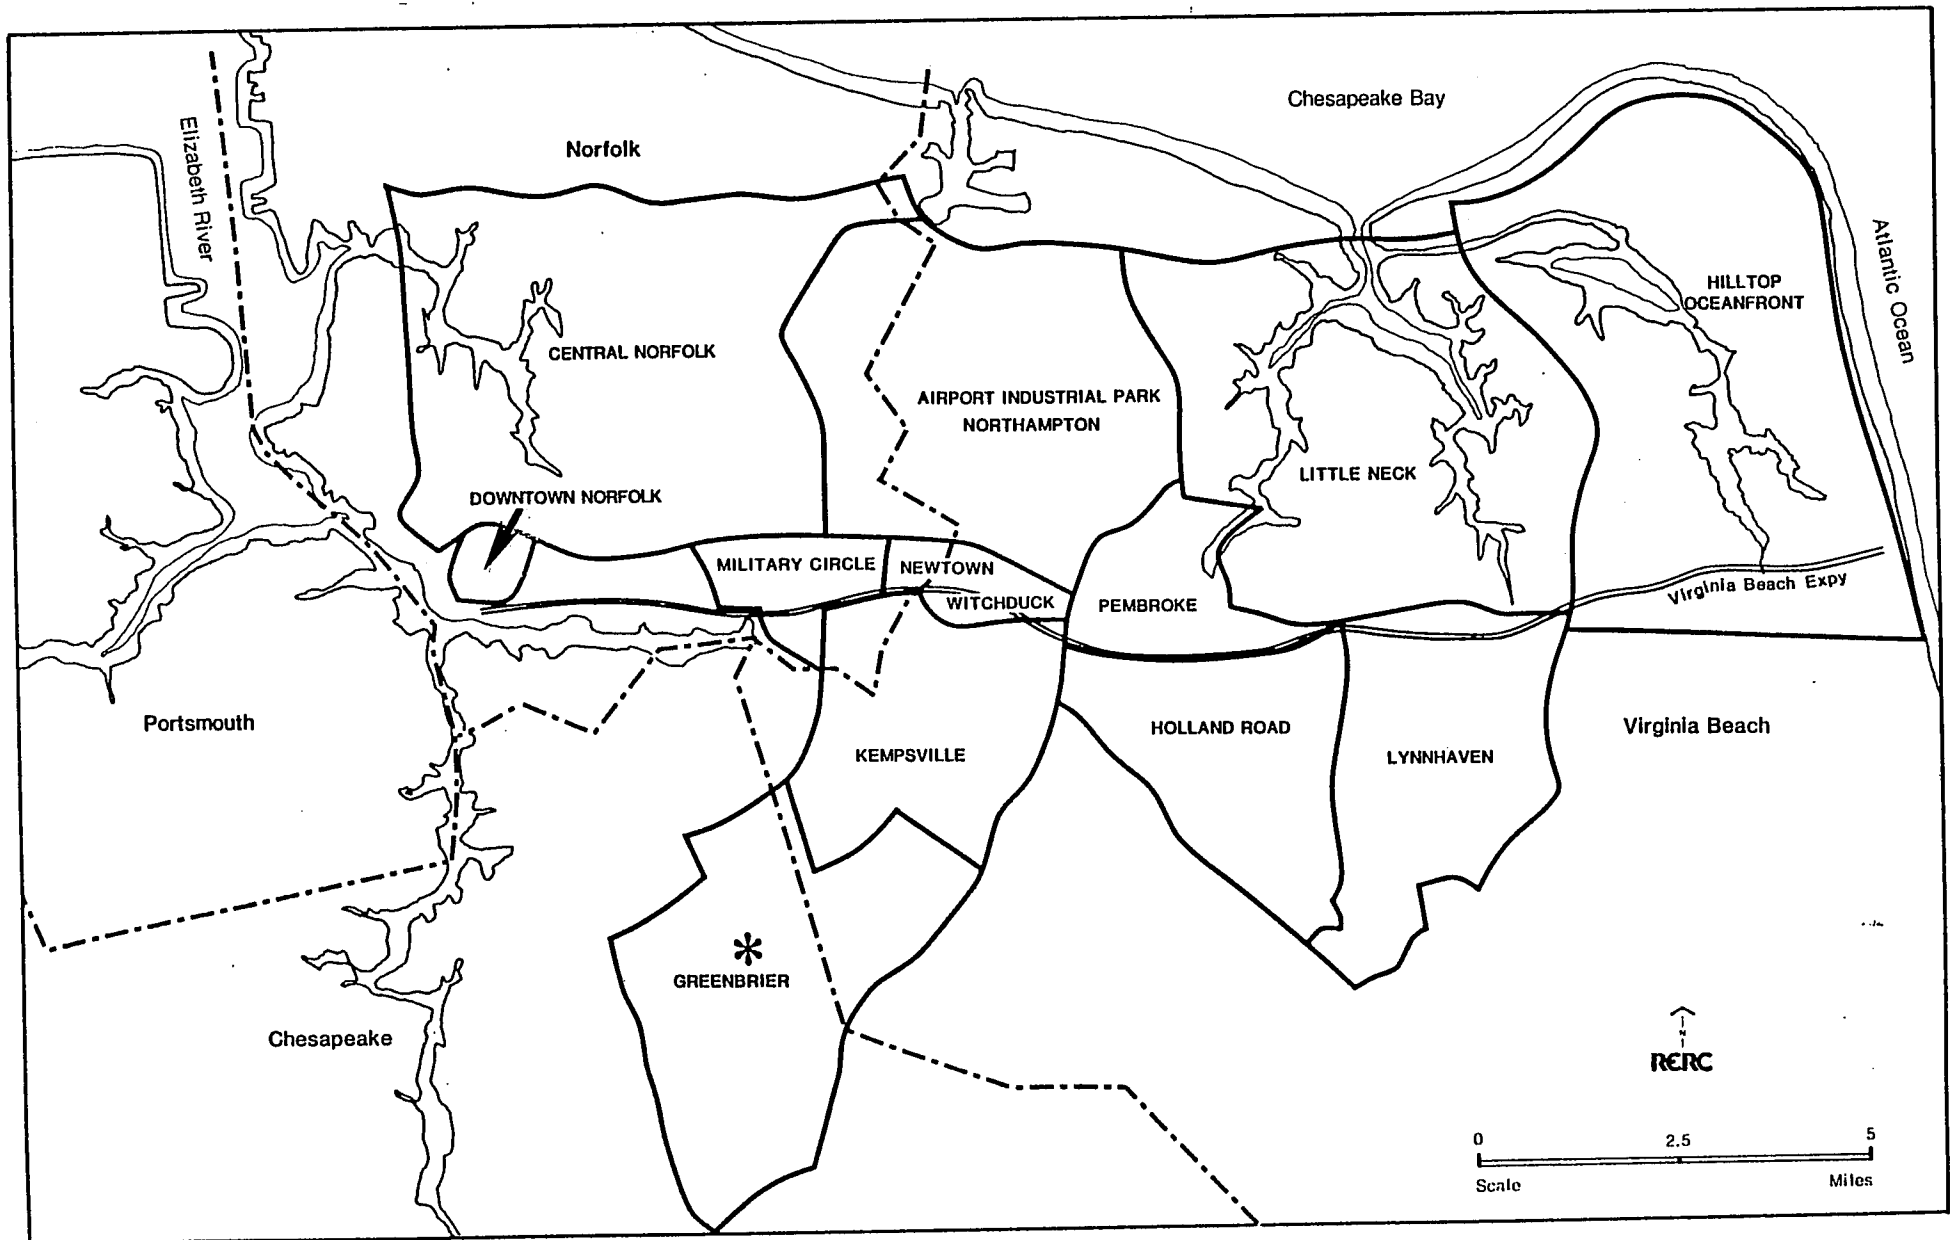 Chesapeake Bay
Elizabeth River
Norfolk
Atlantic Ocean
HILLTOP
OCEANFRONT
CENTRAL NORFOLK
AIRPORT INDUSTRIAL PARK
NORTHAMPTON
LITTLE NECK
DOWNTOWN NORFOLK
MILITARY CIRCLE
NEWTOWN
WITCHDUCK
PEMBROKE
Virginia Beach Expy
Portsmouth
HOLLAND ROAD
Virginia Beach
KEMPSVILLE
LYNNHAVEN
GREENBRIER
Chesapeake
N
RERC
0 2.5 5
Scale Miles